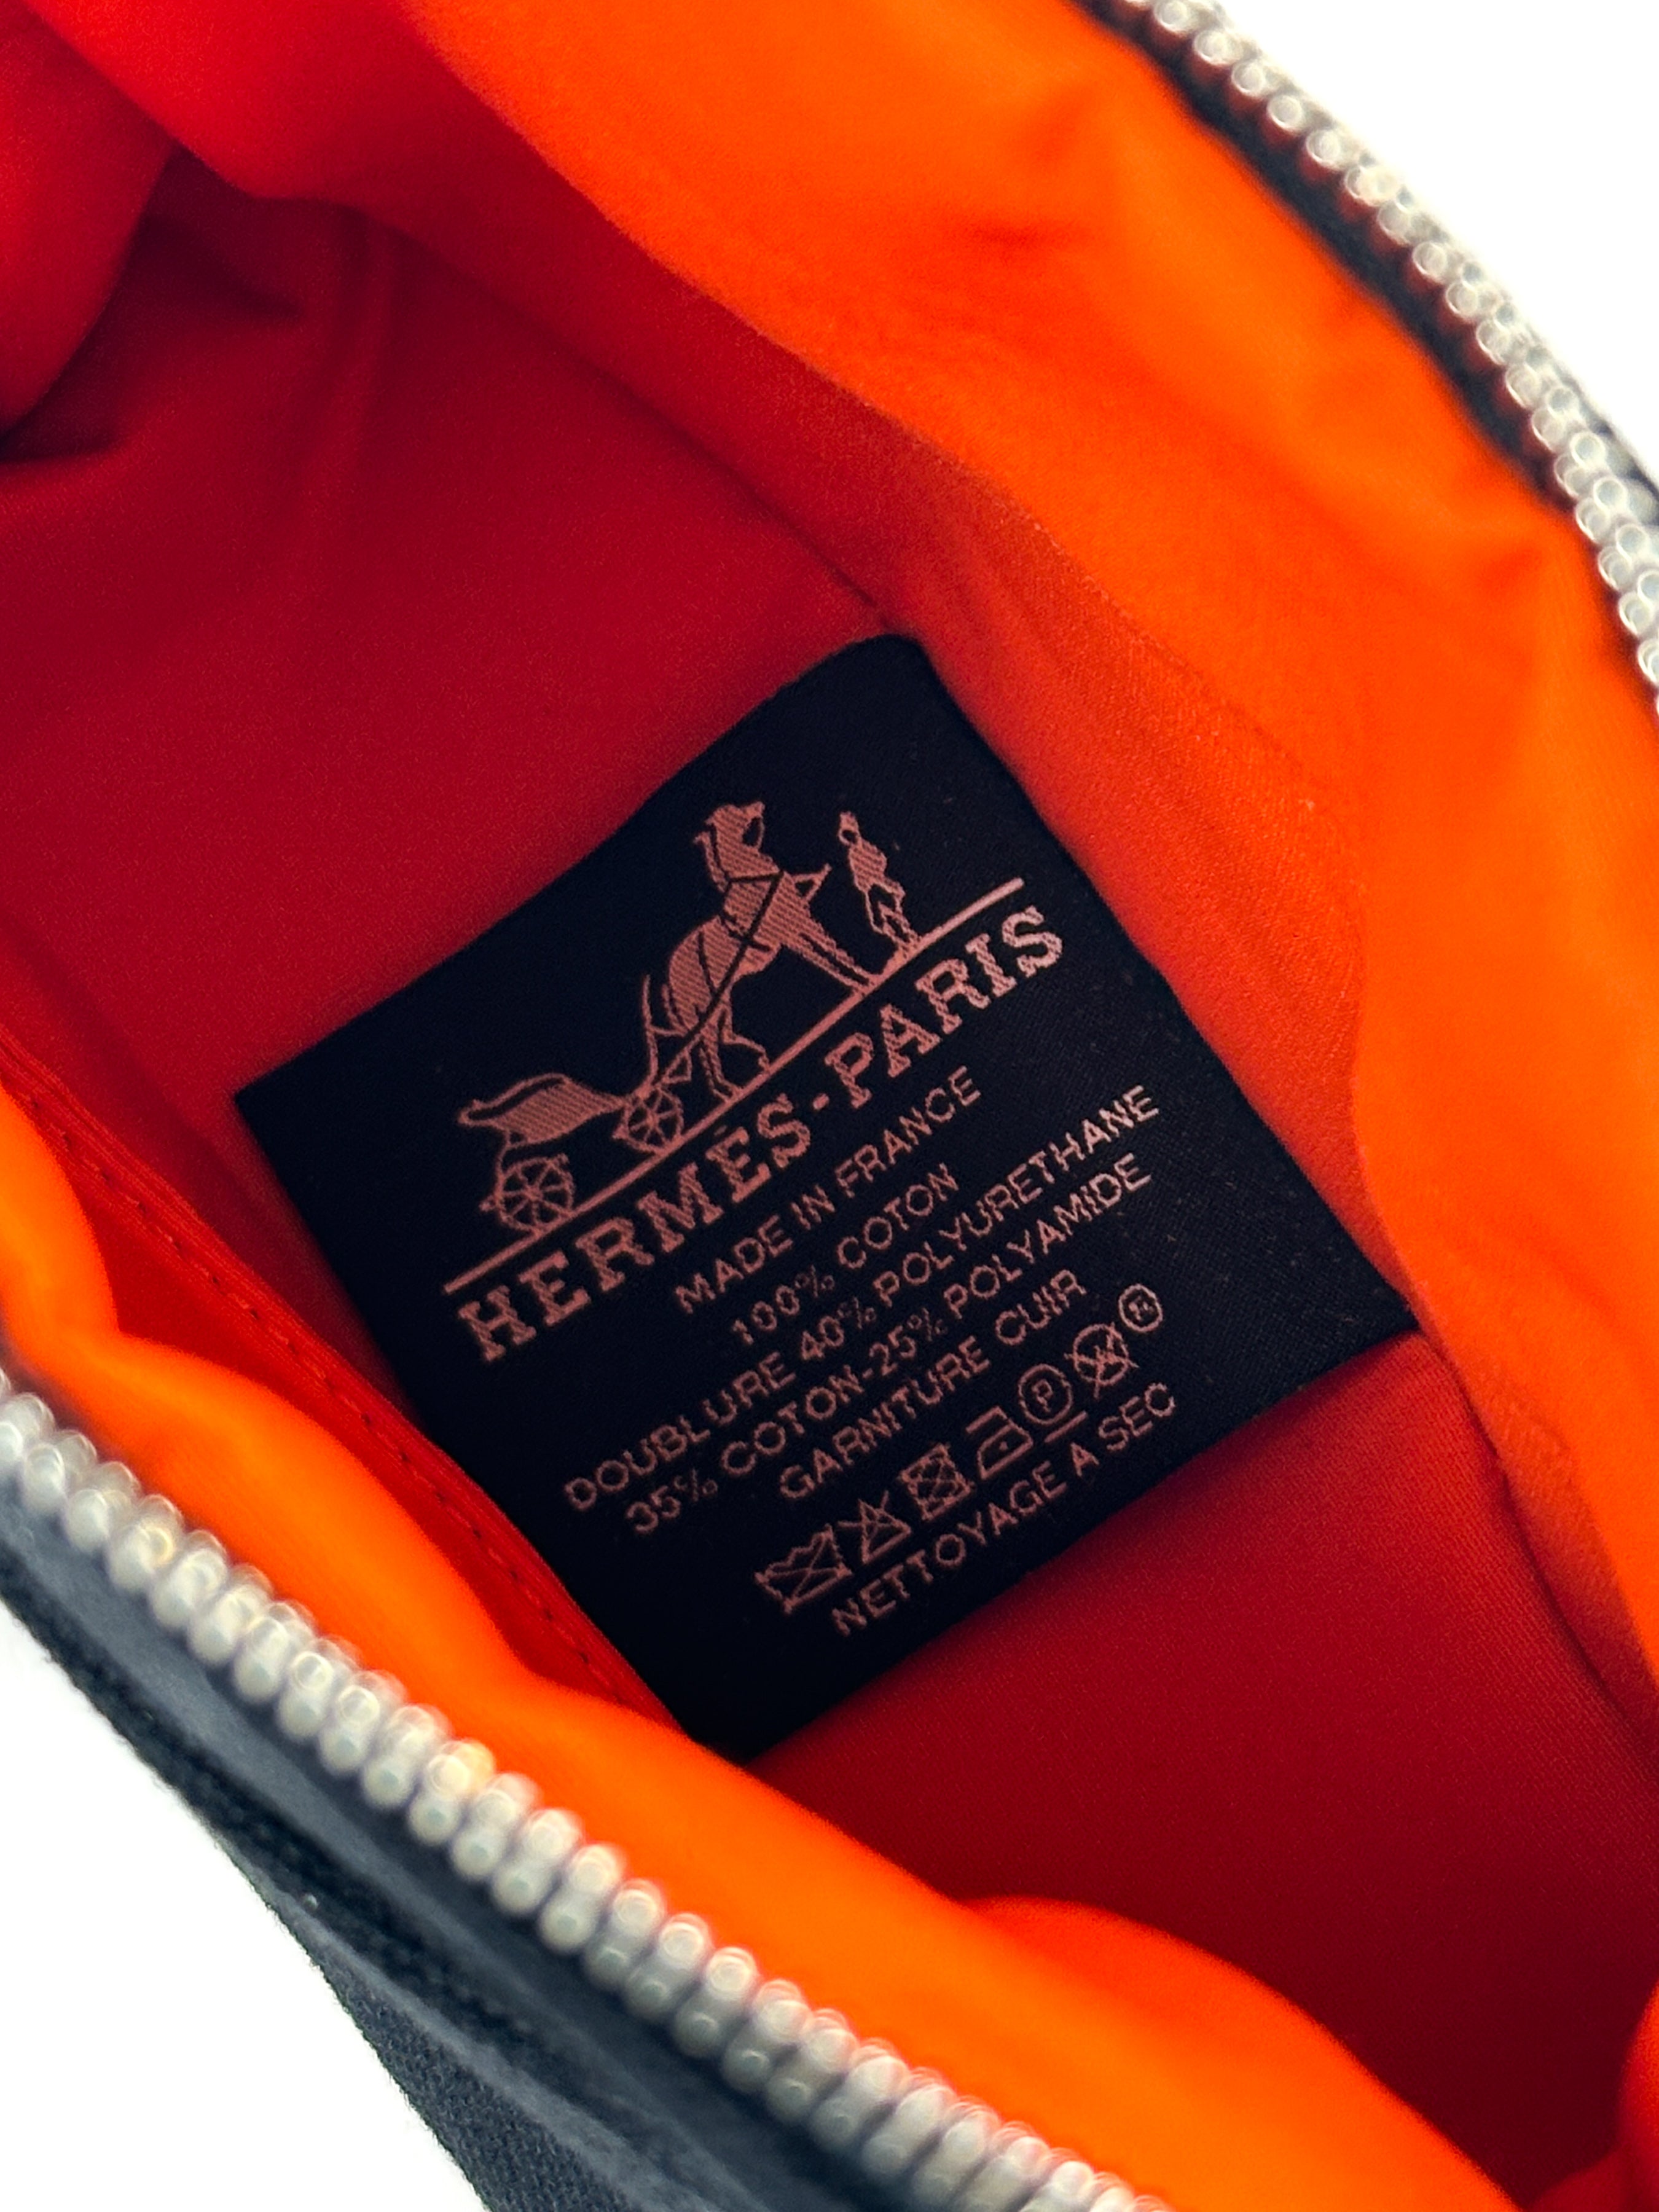 HERMÈS-PARIS
MADE IN FRANCE
100% COTON
DOUBLURE 40% POLYURETHANE
35% COTON-25% POLYAMIDE
GARNITURE CUIR
P
NETTOYAGE A SEC